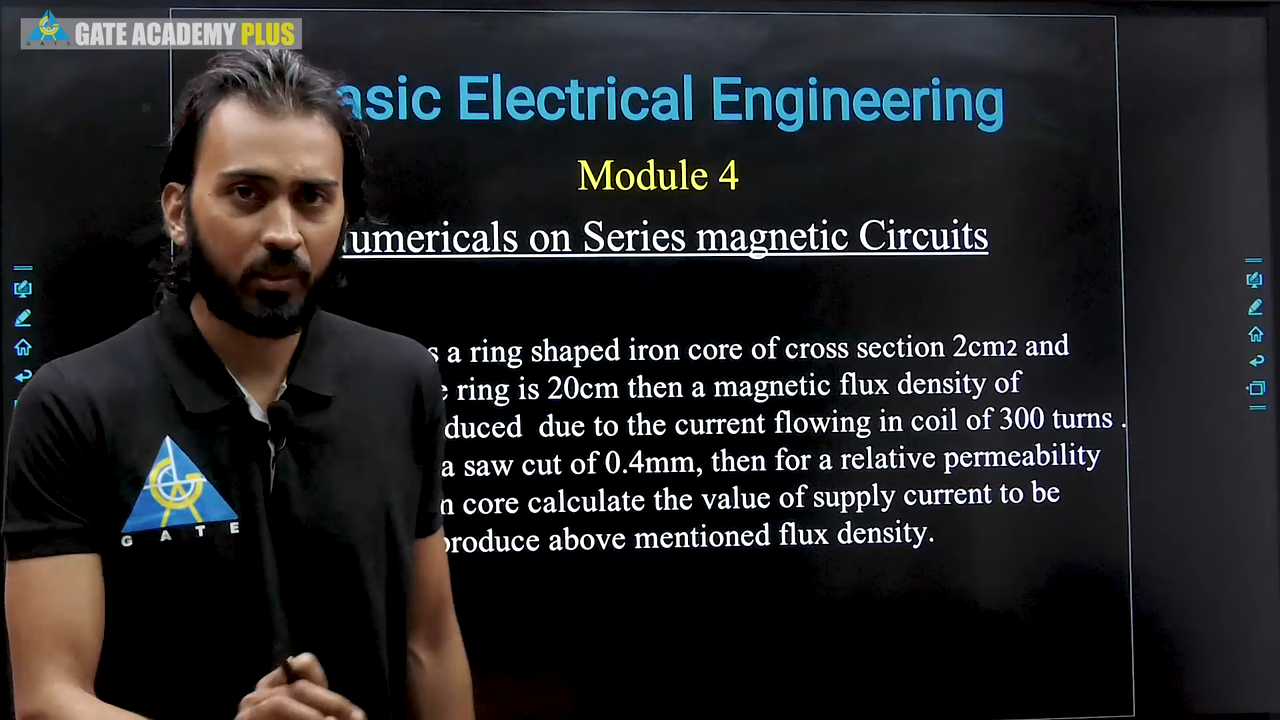 GATE ACADEMY PLUS
GATE
asic Electrical Engineering
Module 4
umericals on Series magnetic Circuits
s a ring shaped iron core of cross section 2cm2 and
ring is 20cm then a magnetic flux density of
duced due to the current flowing in coil of 300 turns .
a saw cut of 0.4mm, then for a relative permeability
n core calculate the value of supply current to be
produce above mentioned flux density.
GATE